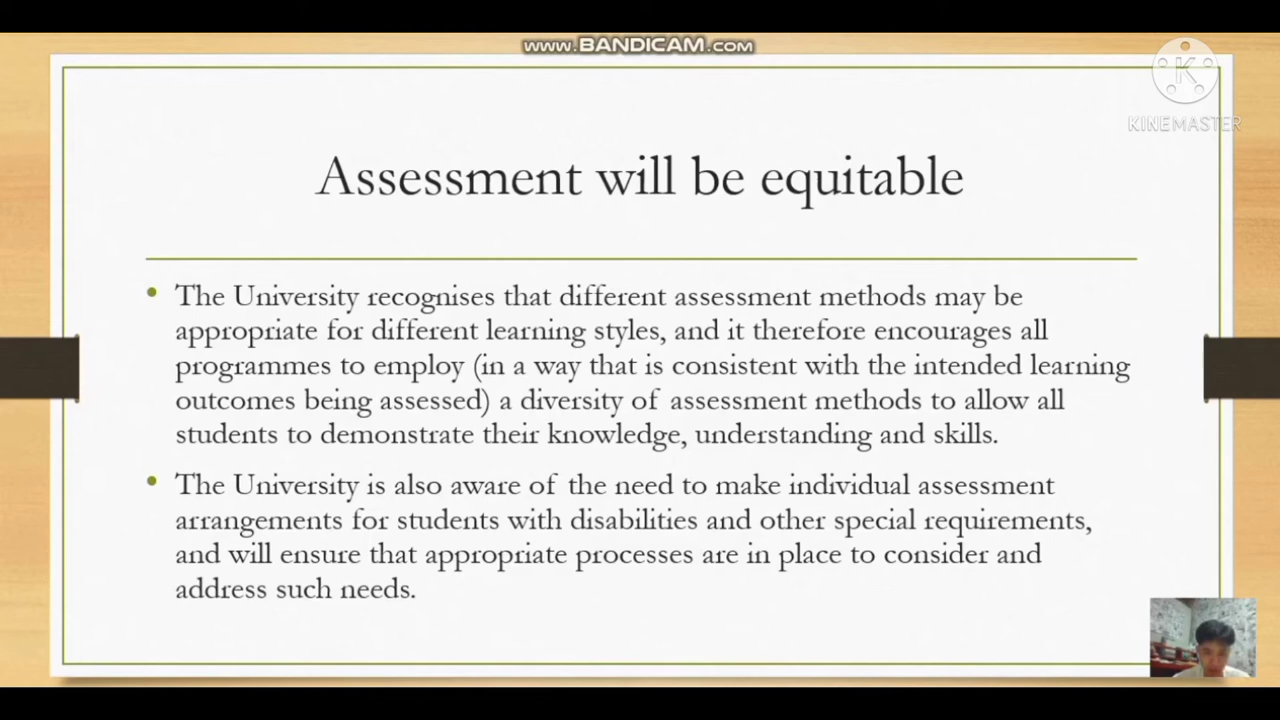 www.BANDICAM.com
KINEMASTER
Assessment will be equitable
• The University recognises that different assessment methods may be
appropriate for different learning styles, and it therefore encourages all
programmes to employ (in a way that is consistent with the intended learning
outcomes being assessed) a diversity of assessment methods to allow all
students to demonstrate their knowledge, understanding and skills.
• The University is also aware of the need to make individual assessment
arrangements for students with disabilities and other special requirements,
and will ensure that appropriate processes are in place to consider and
address such needs.